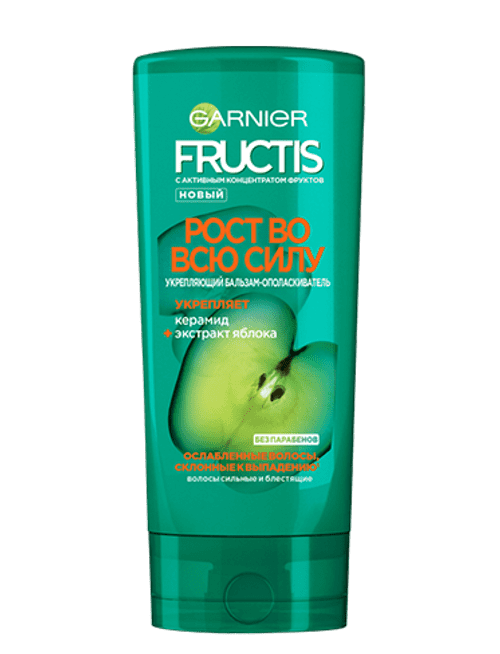 GARNIER
FRUCTIS
С АКТИВНЫМ КОНЦЕНТРАТОМ ФРУКТОВ
НОВЫЙ
РОСТ ВО
ВСЮ СИЛУ
УКРЕПЛЯЮЩИЙ БАЛЬЗАМ-ОПОЛАСКИВАТЕЛЬ
УКРЕПЛЯЕТ
керамид
+ экстракт яблока
БЕЗ ПАРАБЕНОВ
ОСЛАБЛЕННЫЕ ВОЛОСЫ,
СКЛОННЫЕ К ВЫПАДЕНИЮ
волосы сильные и блестящие